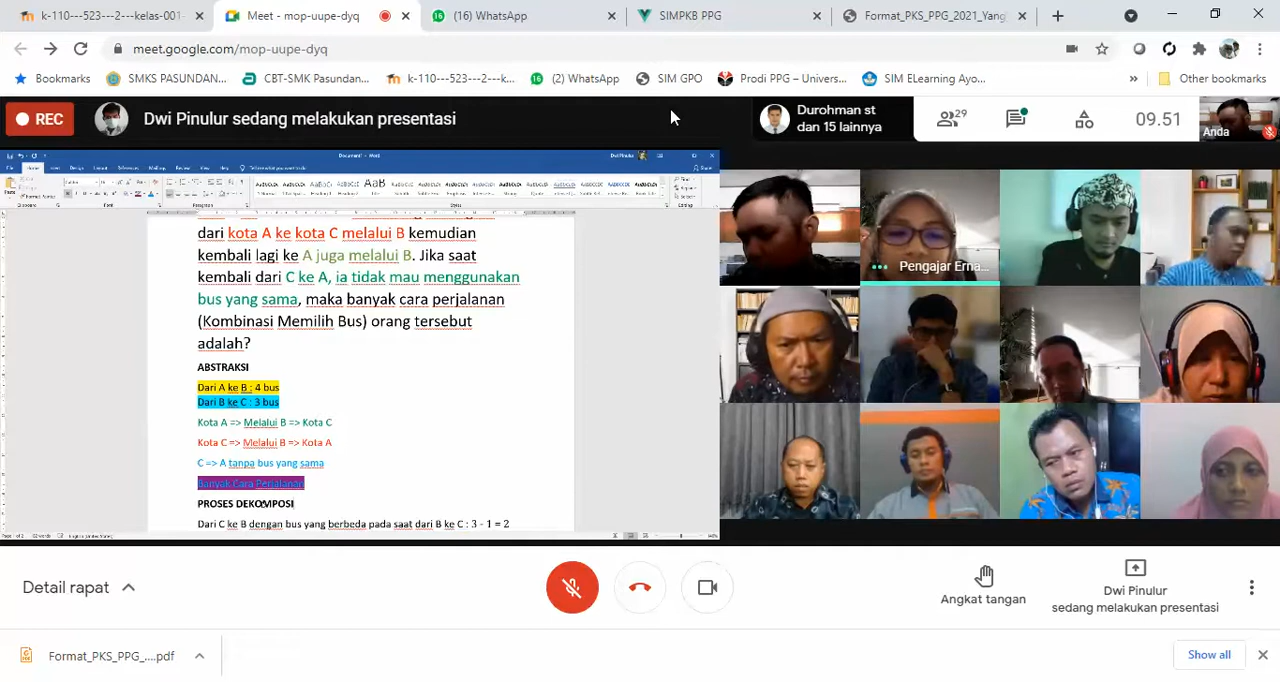 k-110---523---2---kelas-001-
Meet - mop-uupe-dyq
(16) WhatsApp
SIMPKB PPG
Format_PKS_PPG_2021_Yang
meet.google.com/mop-uupe-dyq
Bookmarks
SMKS PASUNDAN...
CBT-SMK Pasundan...
k-110---523---2---k...
(2) WhatsApp
SIM GPO
Prodi PPG – Univers...
SIM ELearning Ayo...
Other bookmarks
REC
Dwi Pinulur sedang melakukan presentasi
Durohman st
dan 15 lainnya
29
09.51
Anda
dari kota A ke kota C melalui B kemudian
kembali lagi ke A juga melalui B. Jika saat
kembali dari C ke A, ia tidak mau menggunakan
bus yang sama, maka banyak cara perjalanan
(Kombinasi Memilih Bus) orang tersebut
adalah?
ABSTRAKSI
Dari A ke B : 4 bus
Dari B ke C : 3 bus
Kota A => Melalui B => Kota C
Kota C => Melalui B => Kota A
C => A tanpa bus yang sama
Banyak Cara Perjalanan
PROSES DEKOMPOSI
Dari C ke B dengan bus yang berbeda pada saat dari B ke C : 3 - 1 = 2
Pengajar Erna...
Detail rapat
Angkat tangan
Dwi Pinulur
sedang melakukan presentasi
Format_PKS_PPG_....pdf
Show all